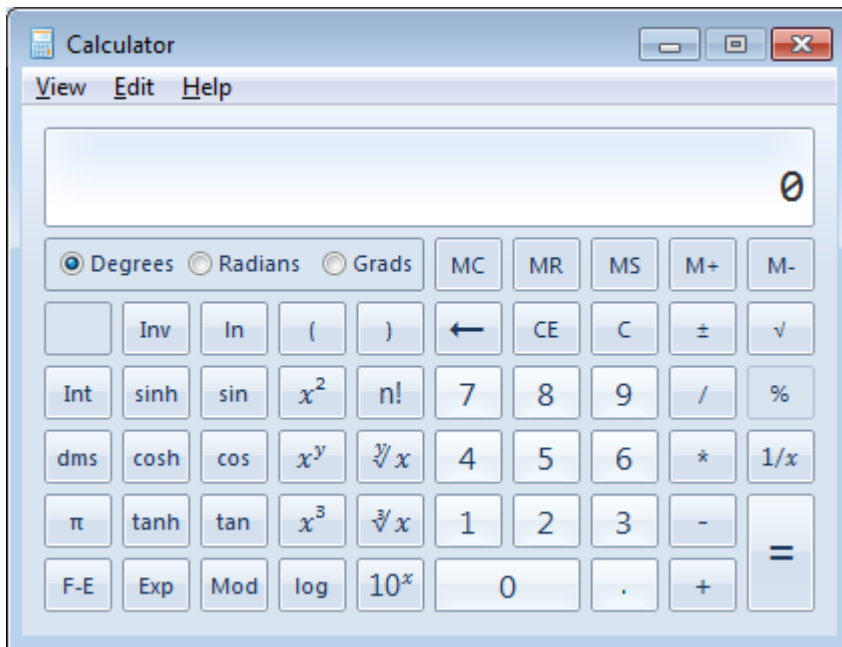 Calculator
View Edit Help
0
Degrees Radians Grads MC MR MS M+ M-
Inv ln ( ) ← CE C ± √
Int sinh sin x² n! 7 8 9 / %
dms cosh cos xʸ ʸ√x 4 5 6 * 1/x
π tanh tan x³ ³√x 1 2 3 - =
F-E Exp Mod log 10ˣ 0 . +